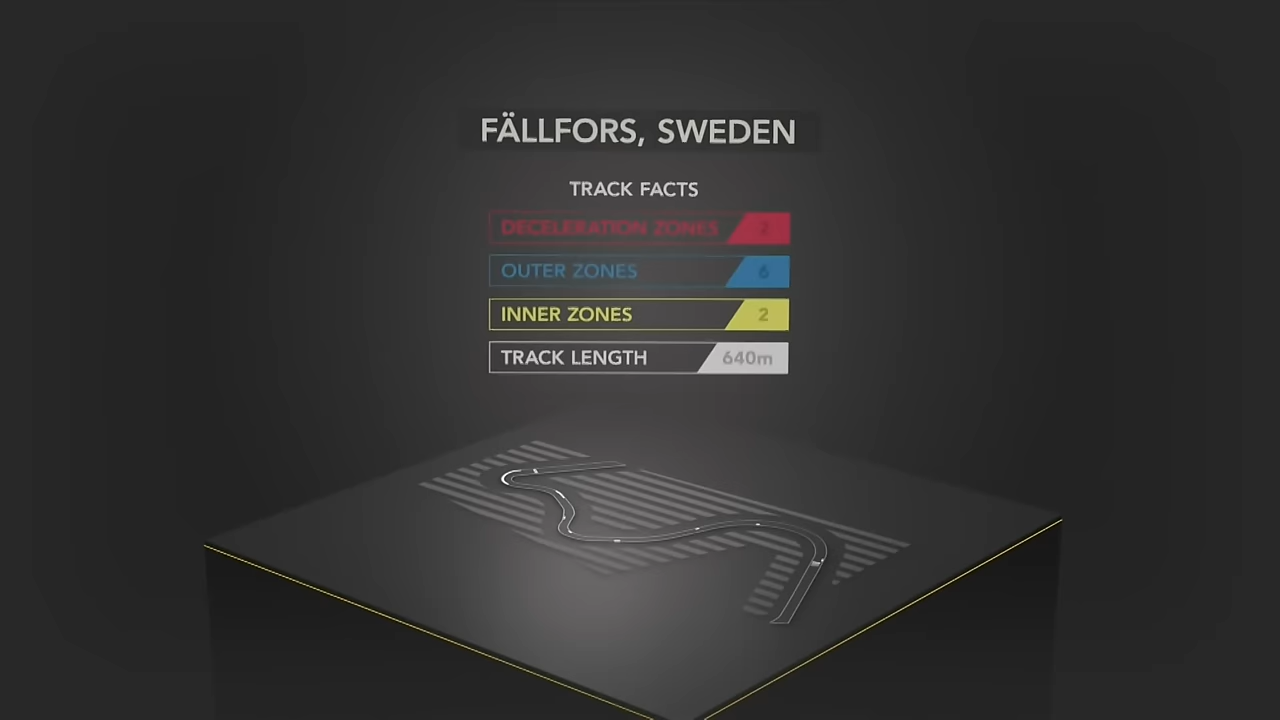 FÄLLFORS, SWEDEN
TRACK FACTS
DECELERATION ZONES
OUTER ZONES 6
INNER ZONES 2
TRACK LENGTH 640m